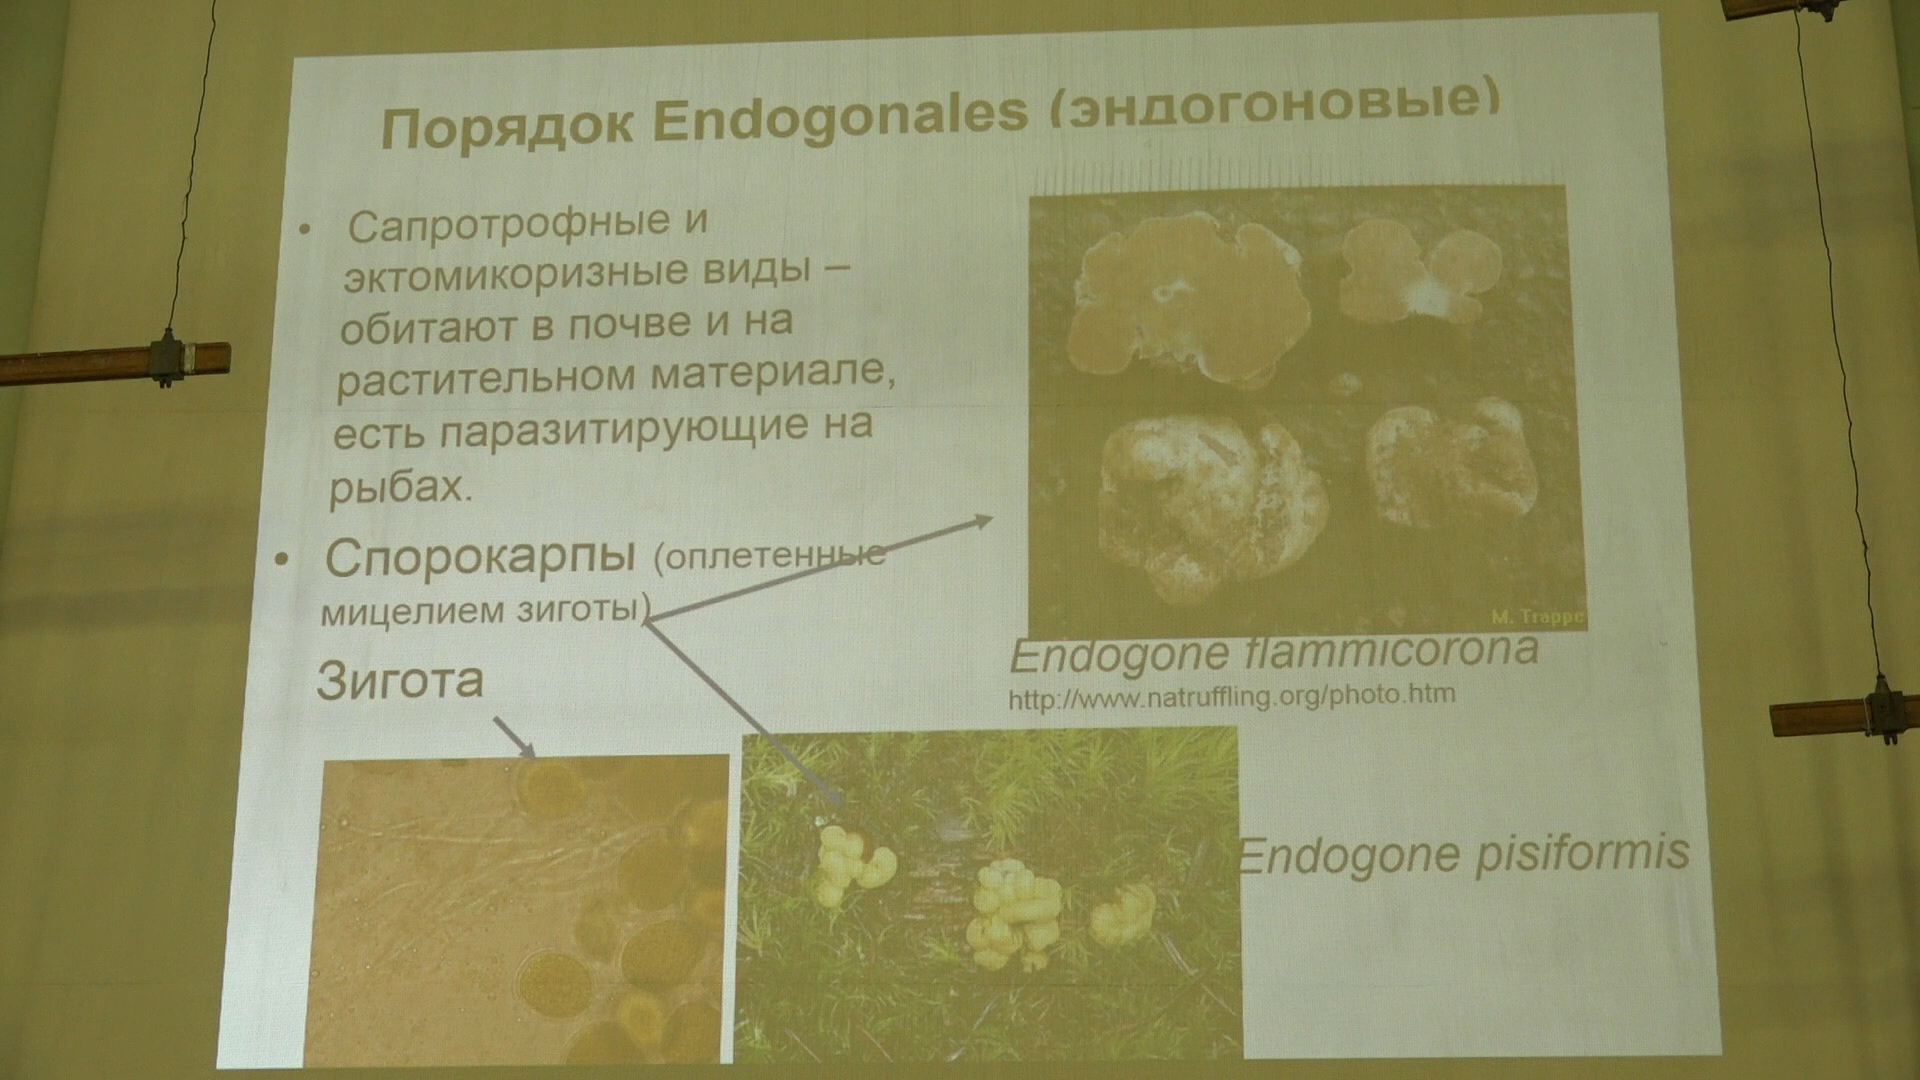 Порядок Endogonales (эндогоновые)
• Сапротрофные и
эктомикоризные виды –
обитают в почве и на
растительном материале,
есть паразитирующие на
рыбах.
• Спорокарпы (оплетенные
мицелием зиготы)
Зигота
M. Trappe
Endogone flammicorona
http://www.natruffling.org/photo.htm
Endogone pisiformis